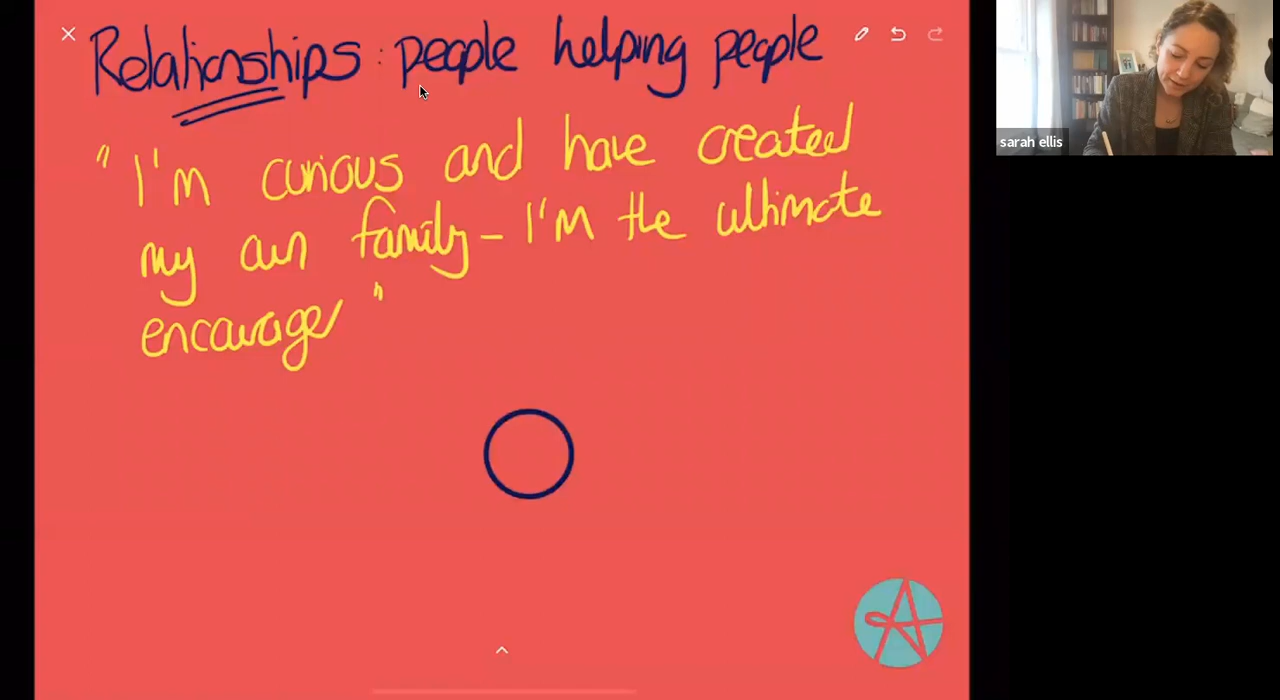 Relationships: people helping people
"I'm curious and have created
my own family - I'm the ultimate
encourager"
sarah ellis